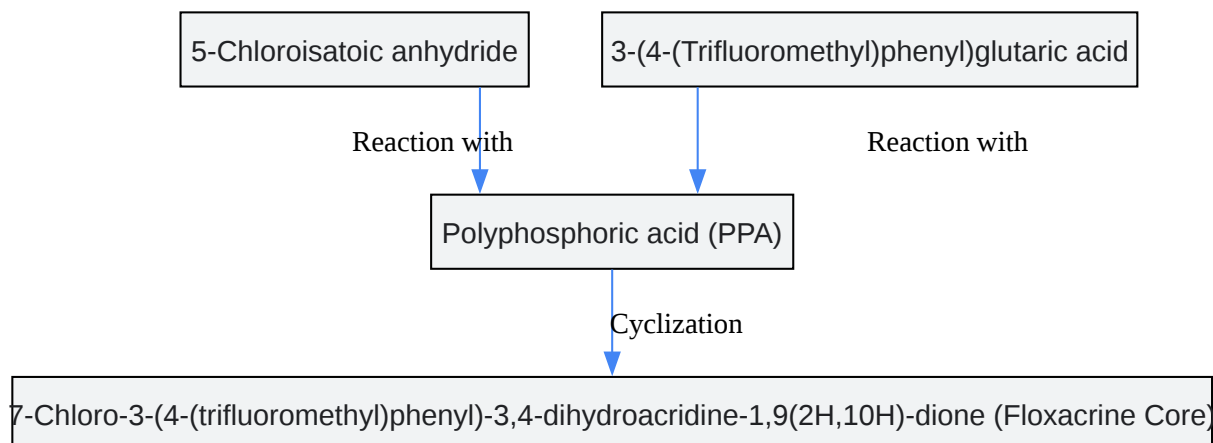 5-Chloroisatoic anhydride
3-(4-(Trifluoromethyl)phenyl)glutaric acid
Reaction with
Reaction with
Polyphosphoric acid (PPA)
Cyclization
7-Chloro-3-(4-(trifluoromethyl)phenyl)-3,4-dihydroacridine-1,9(2H,10H)-dione (Floxacrine Core)